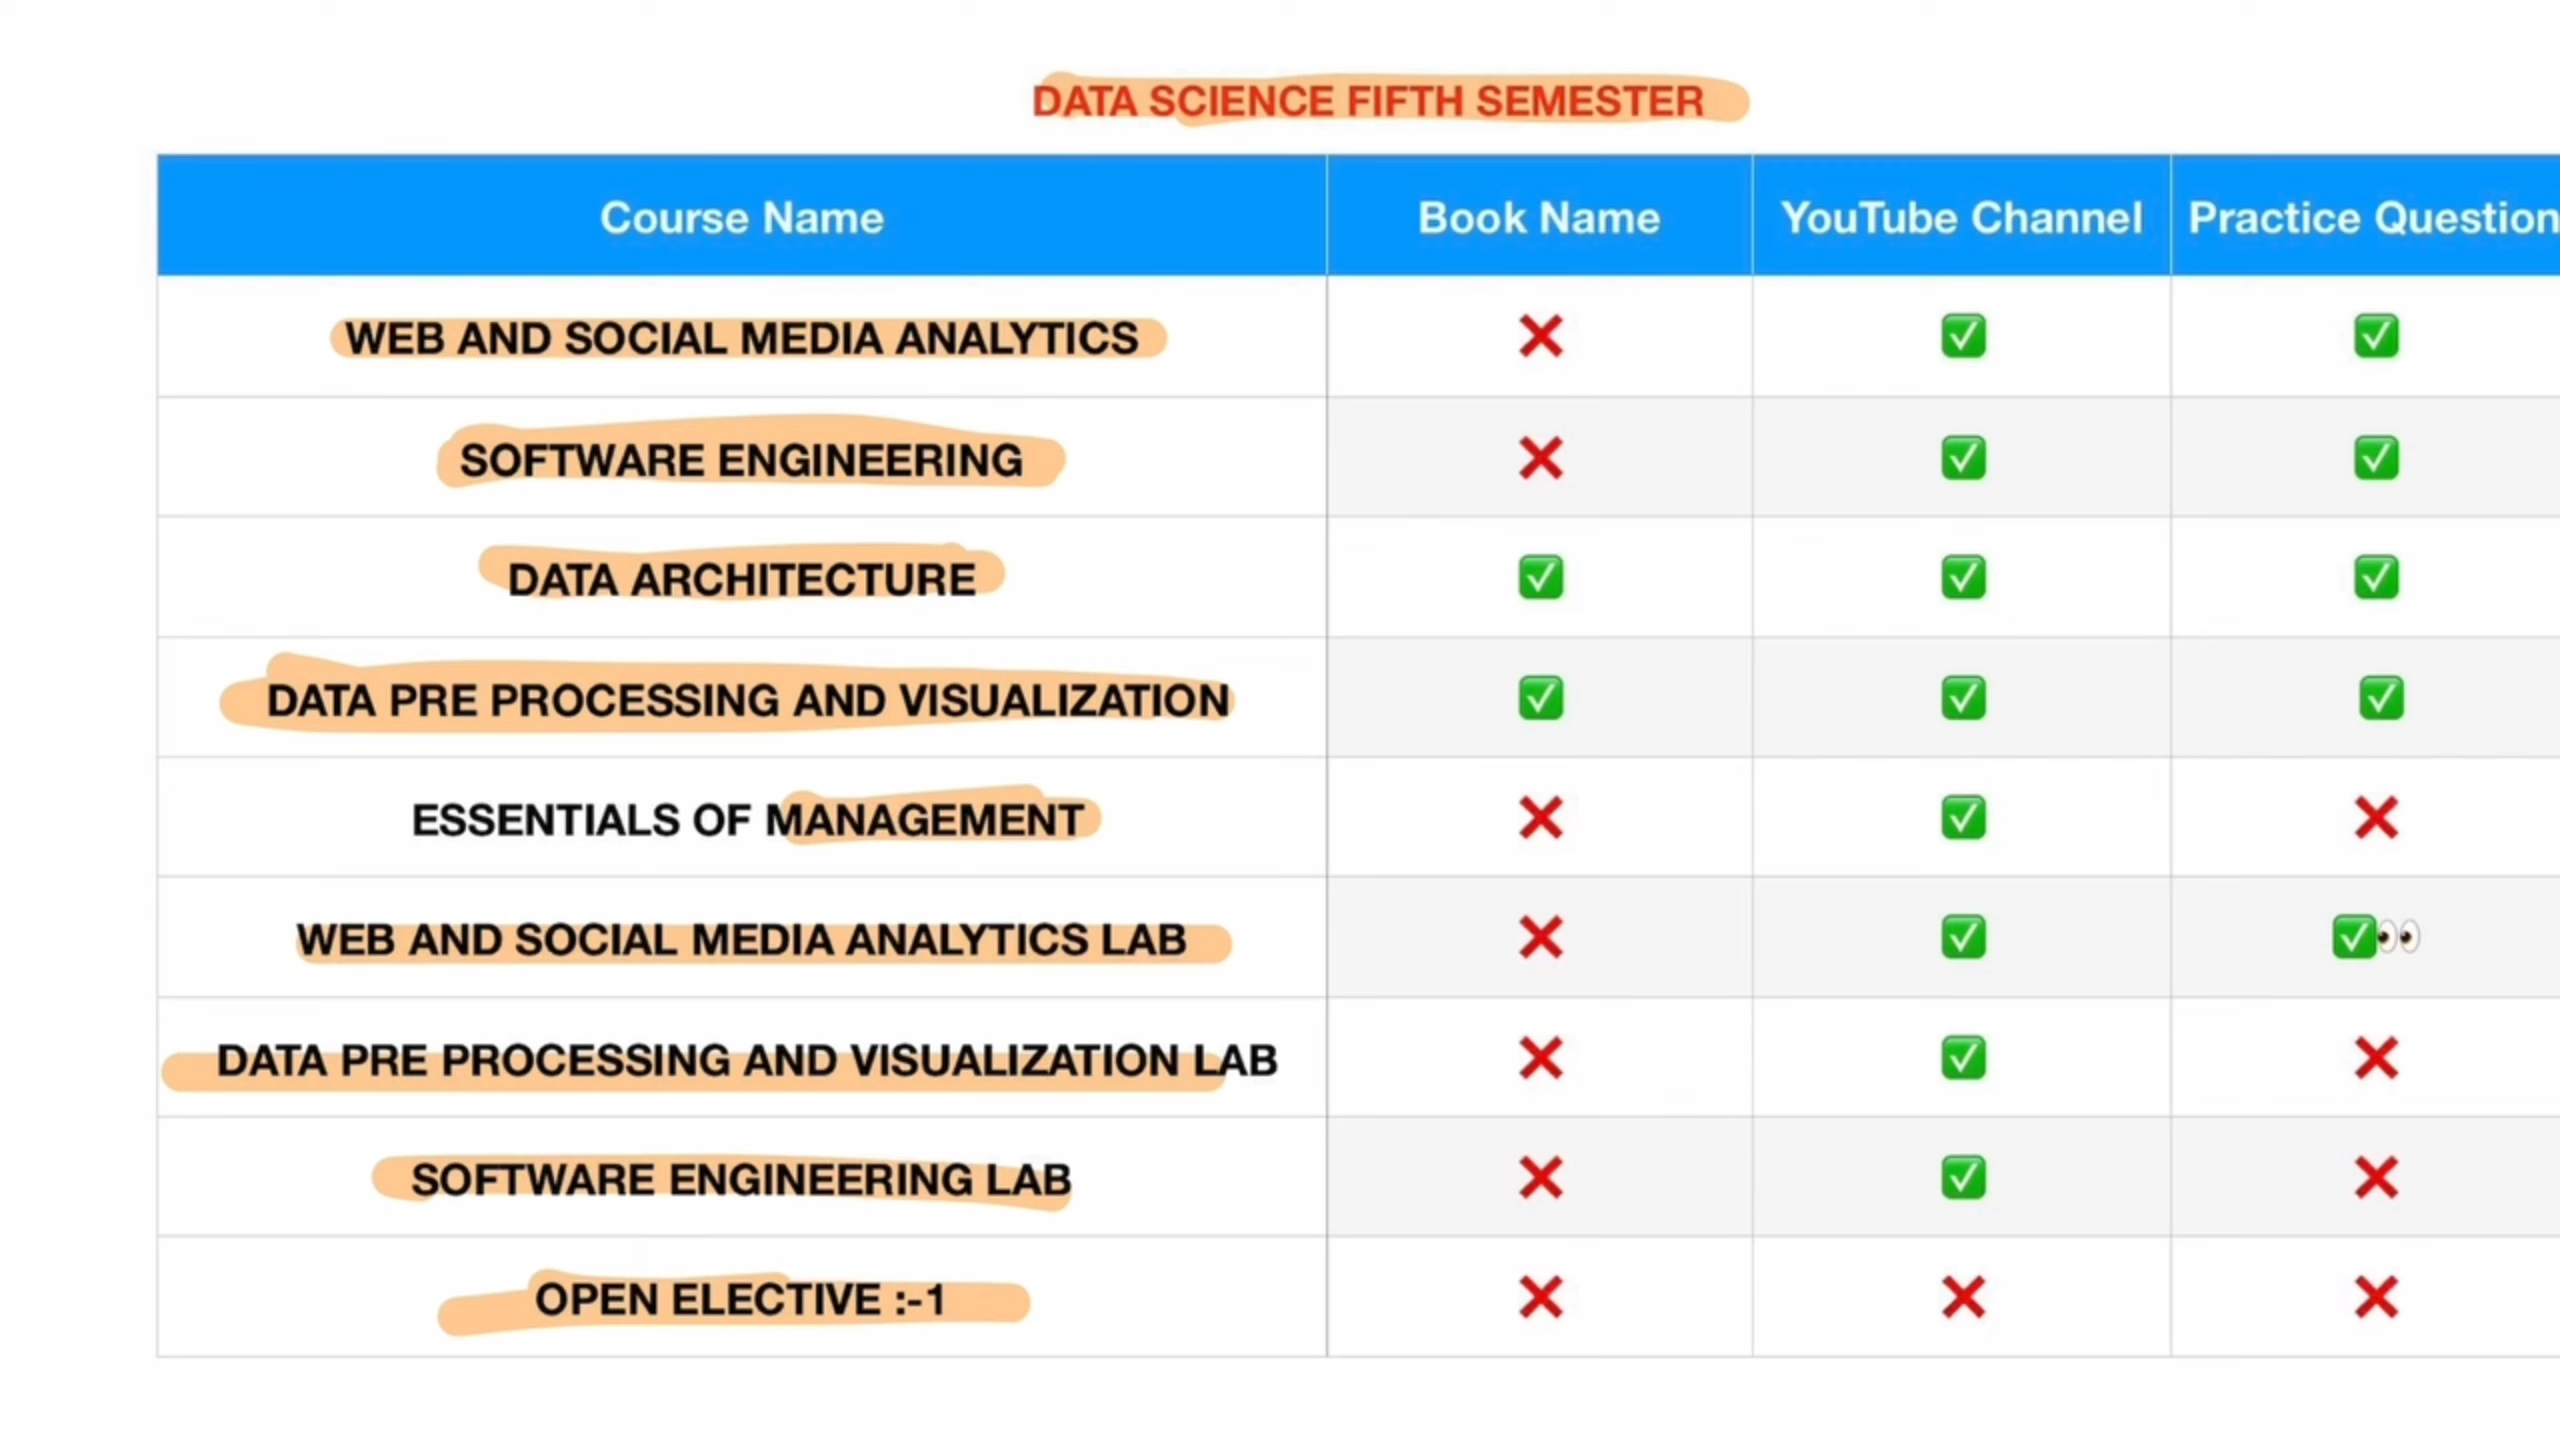 DATA SCIENCE FIFTH SEMESTER
Course Name Book Name YouTube Channel Practice Question
WEB AND SOCIAL MEDIA ANALYTICS ❌ ✅ ✅
SOFTWARE ENGINEERING ❌ ✅ ✅
DATA ARCHITECTURE ✅ ✅ ✅
DATA PRE PROCESSING AND VISUALIZATION ✅ ✅ ✅
ESSENTIALS OF MANAGEMENT ❌ ✅ ❌
WEB AND SOCIAL MEDIA ANALYTICS LAB ❌ ✅ ✅👀
DATA PRE PROCESSING AND VISUALIZATION LAB ❌ ✅ ❌
SOFTWARE ENGINEERING LAB ❌ ✅ ❌
OPEN ELECTIVE :-1 ❌ ❌ ❌